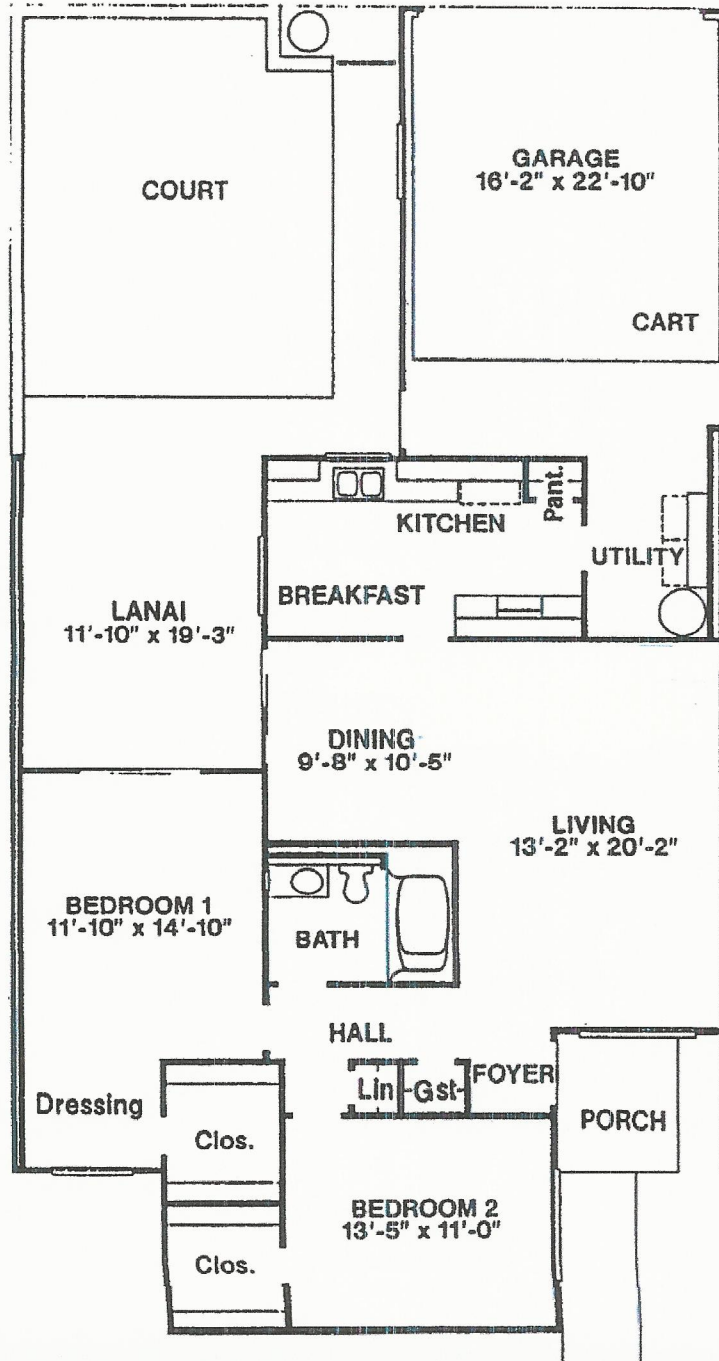 COURT
GARAGE
16'-2" x 22'-10"
CART
KITCHEN
Pant.
UTILITY
BREAKFAST
LANAI
11'-10" x 19'-3"
DINING
9'-8" x 10'-5"
LIVING
13'-2" x 20'-2"
BEDROOM 1
11'-10" x 14'-10"
BATH
HALL
Lin
Gst
FOYER
Dressing
PORCH
Clos.
BEDROOM 2
13'-5" x 11'-0"
Clos.